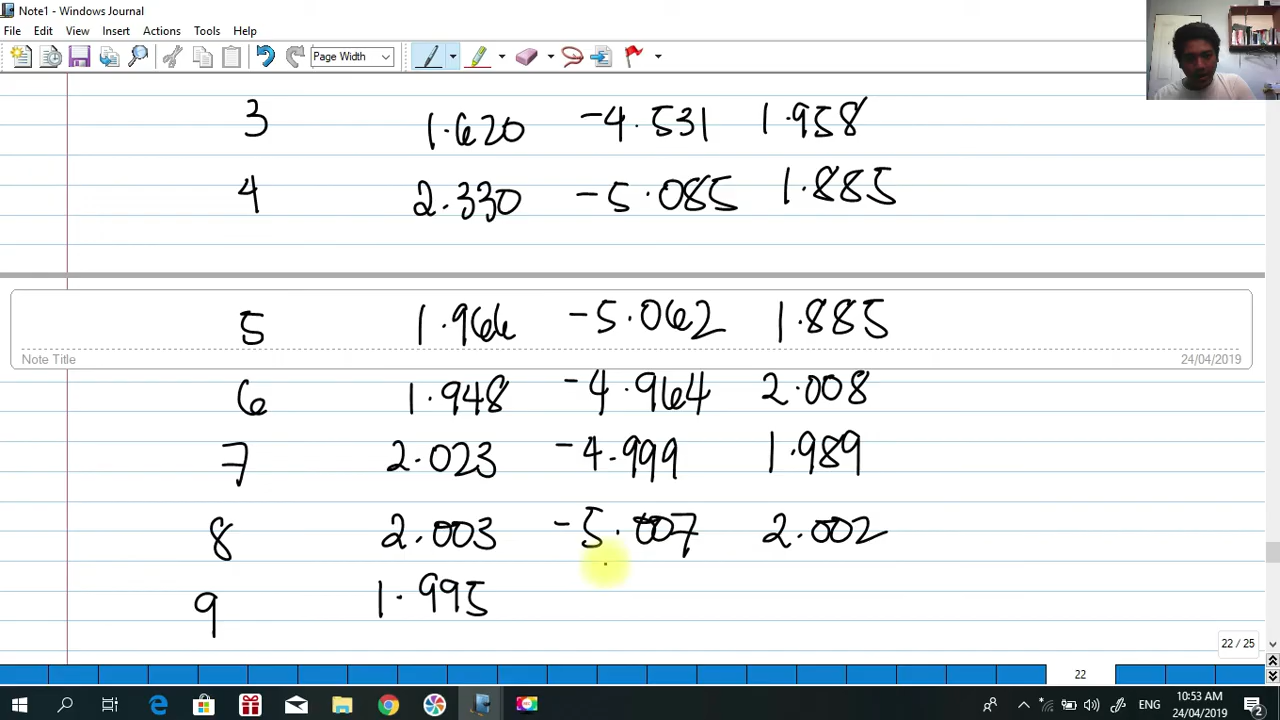 Note1 - Windows Journal
File Edit View Insert Actions Tools Help
Page Width
3 1.620 -4.531 1.958
4 2.330 -5.085 1.885
5 1.966 -5.062 1.885
Note Title 24/04/2019
6 1.948 -4.964 2.008
7 2.023 -4.999 1.989
8 2.003 -5.007 2.002
9 1.995
22 / 25
22
ENG 10:53 AM
24/04/2019 2